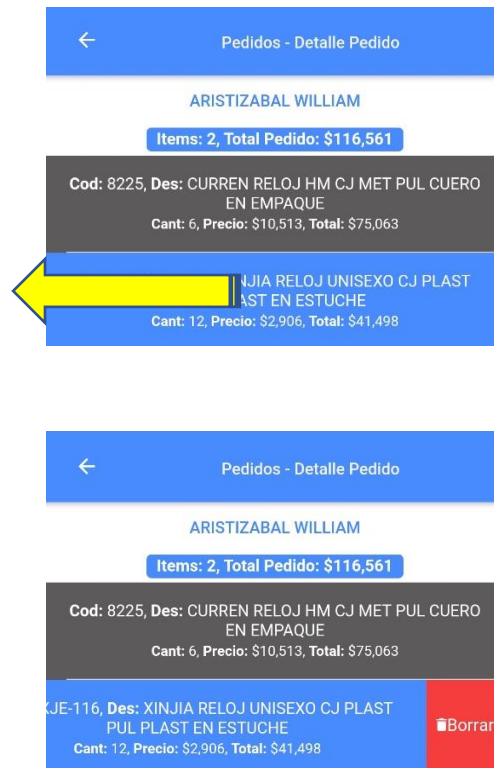 Pedidos - Detalle Pedido
ARISTIZABAL WILLIAM
Items: 2, Total Pedido: $116,561
Cod: 8225, Des: CURREN RELOJ HM CJ MET PUL CUERO
EN EMPAQUE
Cant: 6, Precio: $10,513, Total: $75,063
NJIA RELOJ UNISEXO CJ PLAST
AST EN ESTUCHE
Cant: 12, Precio: $2,906, Total: $41,498
Pedidos - Detalle Pedido
ARISTIZABAL WILLIAM
Items: 2, Total Pedido: $116,561
Cod: 8225, Des: CURREN RELOJ HM CJ MET PUL CUERO
EN EMPAQUE
Cant: 6, Precio: $10,513, Total: $75,063
JE-116, Des: XINJIA RELOJ UNISEXO CJ PLAST
PUL PLAST EN ESTUCHE
Cant: 12, Precio: $2,906, Total: $41,498
Borrar